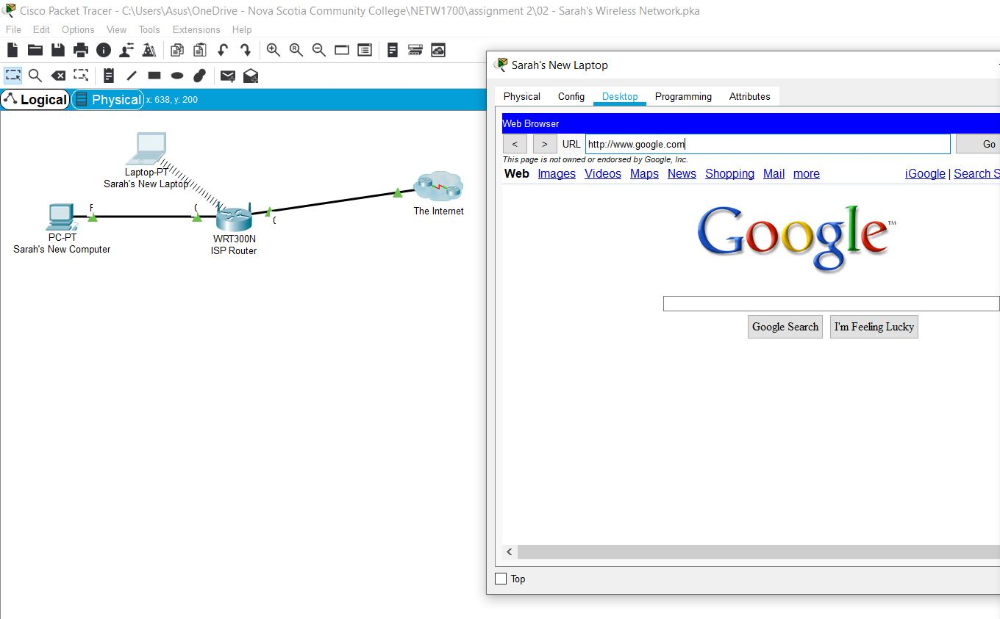 Cisco Packet Tracer - C:\Users\Asus\OneDrive - Nova Scotia Community College\NETW1700\assignment 2\02 - Sarah's Wireless Network.pka
File Edit Options View Tools Extensions Help
Logical Physical x: 638, y: 200
Laptop-PT
Sarah's New Laptop
PC-PT
Sarah's New Computer
WRT300N
ISP Router
The Internet
Sarah's New Laptop
Physical Config Desktop Programming Attributes
Web Browser
< > URL http://www.google.com Go
This page is not owned or endorsed by Google, Inc.
Web Images Videos Maps News Shopping Mail more iGoogle | Search S
Google™
Google Search I'm Feeling Lucky
Top